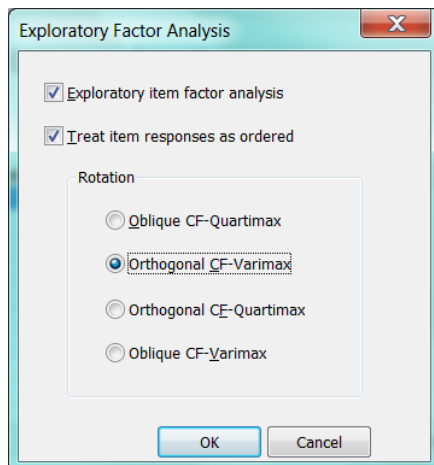 Exploratory Factor Analysis
Exploratory item factor analysis
Treat item responses as ordered
Rotation
Oblique CF-Quartimax
Orthogonal CF-Varimax
Orthogonal CF-Quartimax
Oblique CF-Varimax
OK Cancel